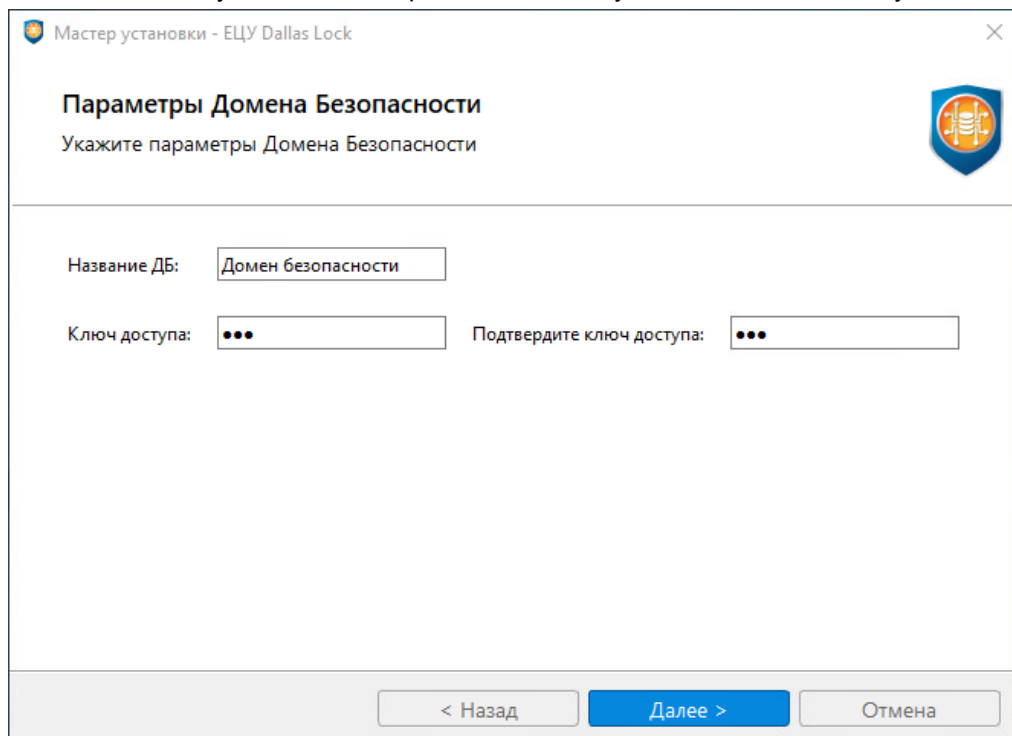 Мастер установки - ЕЦУ Dallas Lock
Параметры Домена Безопасности
Укажите параметры Домена Безопасности
Название ДБ: Домен безопасности
Ключ доступа: ●●● Подтвердите ключ доступа: ●●●
< Назад Далее > Отмена